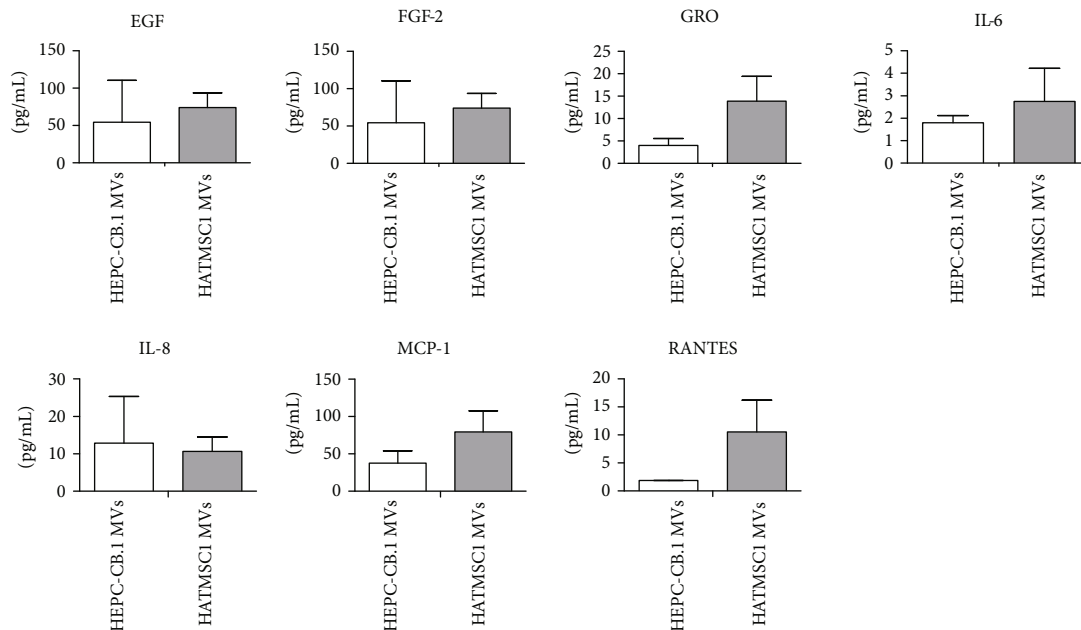 EGF
(pg/mL)
150
100
50
0
HEPC-CB.1 MVs
HATMSC1 MVs
FGF-2
(pg/mL)
150
100
50
0
HEPC-CB.1 MVs
HATMSC1 MVs
GRO
(pg/mL)
25
20
15
10
5
0
HEPC-CB.1 MVs
HATMSC1 MVs
IL-6
(pg/mL)
5
4
3
2
1
0
HEPC-CB.1 MVs
HATMSC1 MVs
IL-8
(pg/mL)
30
20
10
0
HEPC-CB.1 MVs
HATMSC1 MVs
MCP-1
(pg/mL)
150
100
50
0
HEPC-CB.1 MVs
HATMSC1 MVs
RANTES
(pg/mL)
20
15
10
5
0
HEPC-CB.1 MVs
HATMSC1 MVs